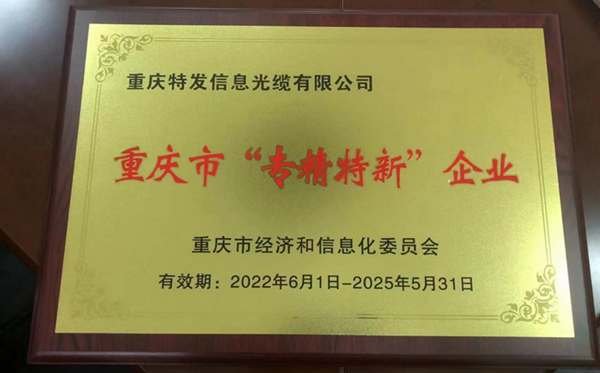 重庆特发信息光缆有限公司
重庆市“专精特新”企业
重庆市经济和信息化委员会
有效期：2022年6月1日-2025年5月31日